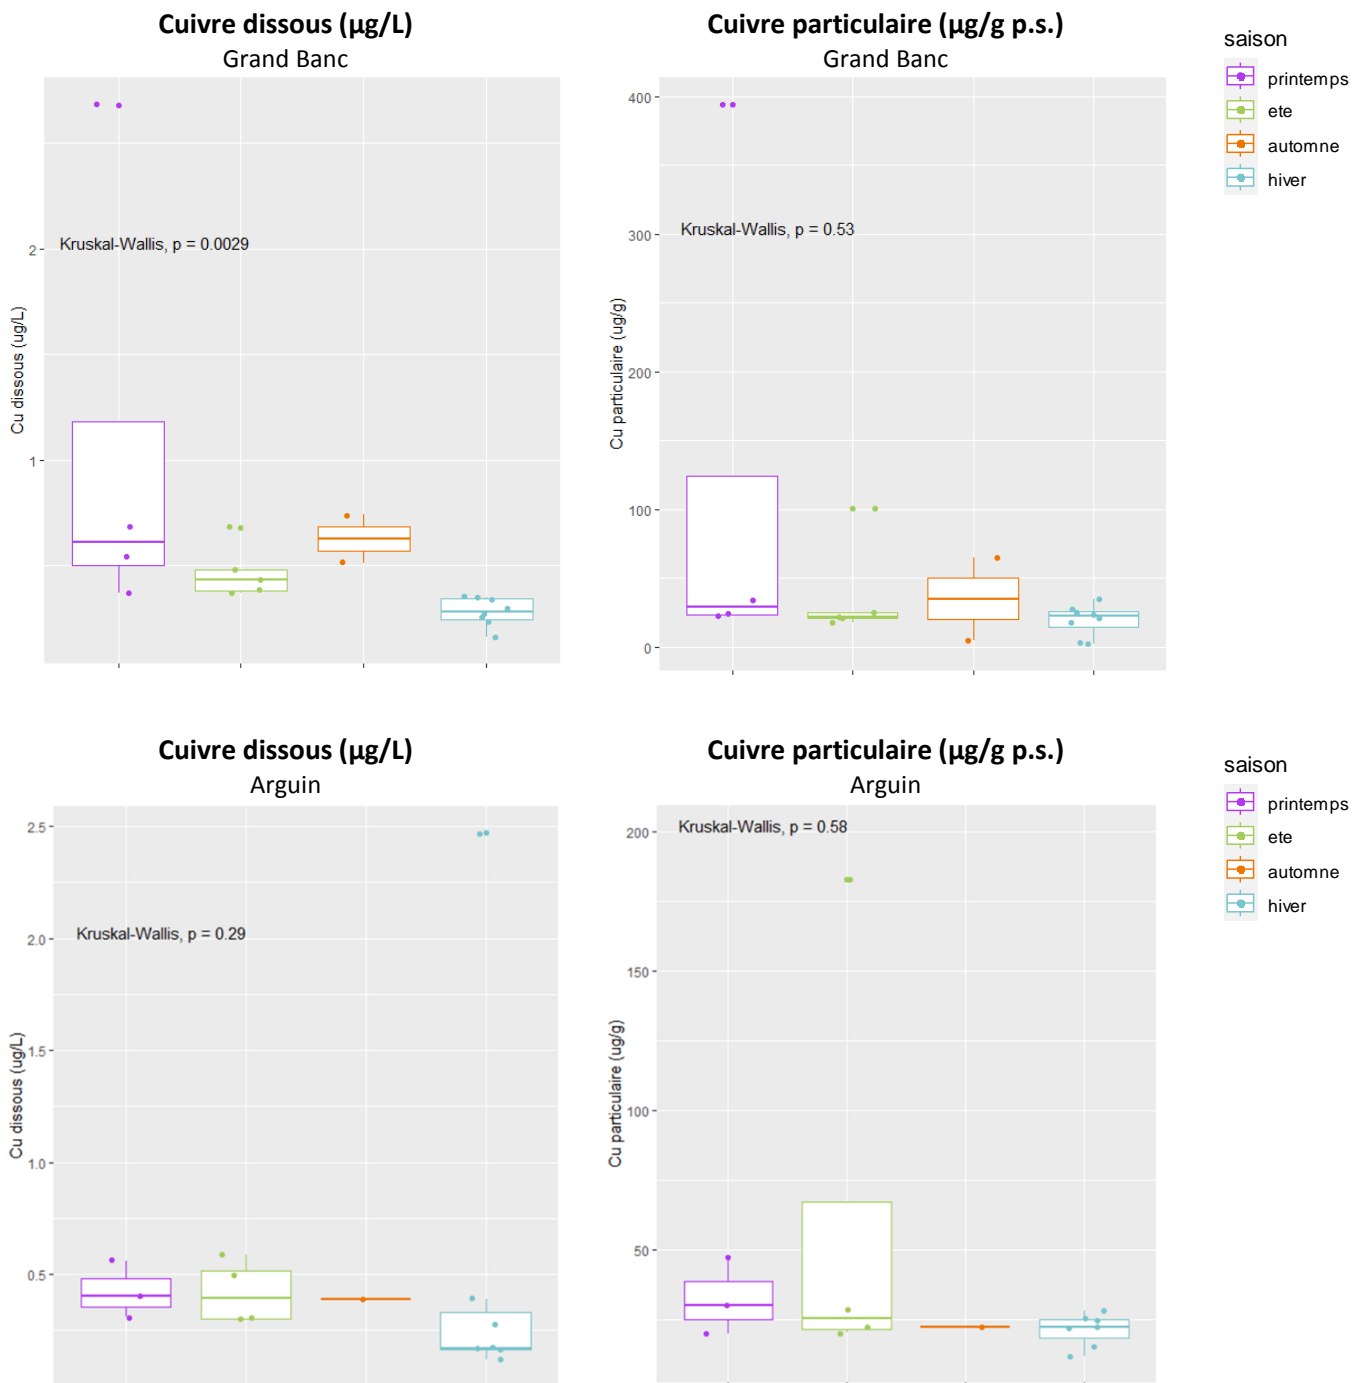 Cuivre dissous (µg/L)
Grand Banc
Cu dissous (ug/L)
2
1
Kruskal-Wallis, p = 0.0029
Cuivre particulaire (µg/g p.s.)
Grand Banc
Cu particulaire (ug/g)
400
300
200
100
0
Kruskal-Wallis, p = 0.53
saison
printemps
ete
automne
hiver
Cuivre dissous (µg/L)
Arguin
Cu dissous (ug/L)
2.5
2.0
1.5
1.0
0.5
Kruskal-Wallis, p = 0.29
Cuivre particulaire (µg/g p.s.)
Arguin
Cu particulaire (ug/g)
200
150
100
50
Kruskal-Wallis, p = 0.58
saison
printemps
ete
automne
hiver